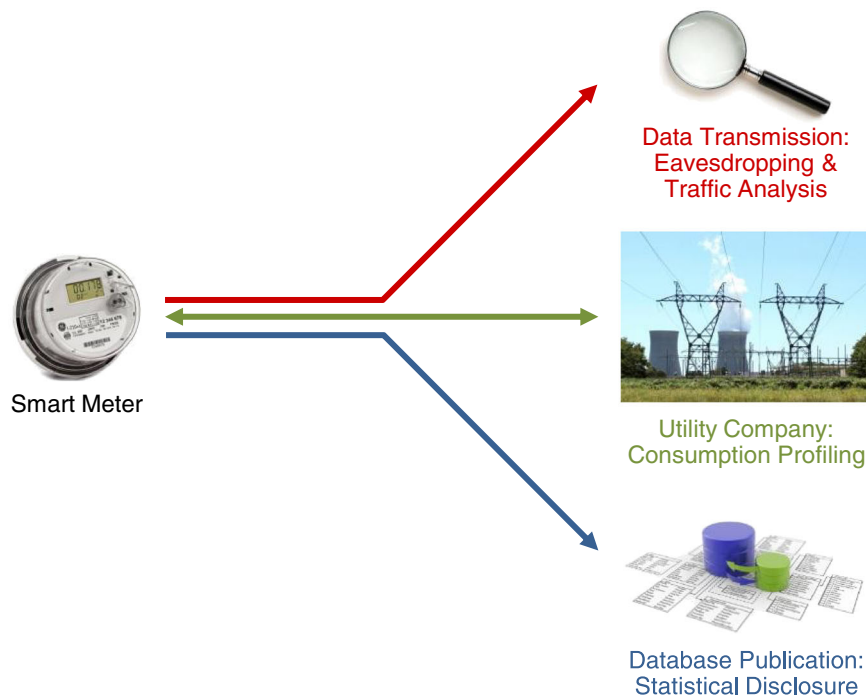 Data Transmission:
Eavesdropping &
Traffic Analysis
Smart Meter
Utility Company:
Consumption Profiling
Database Publication:
Statistical Disclosure